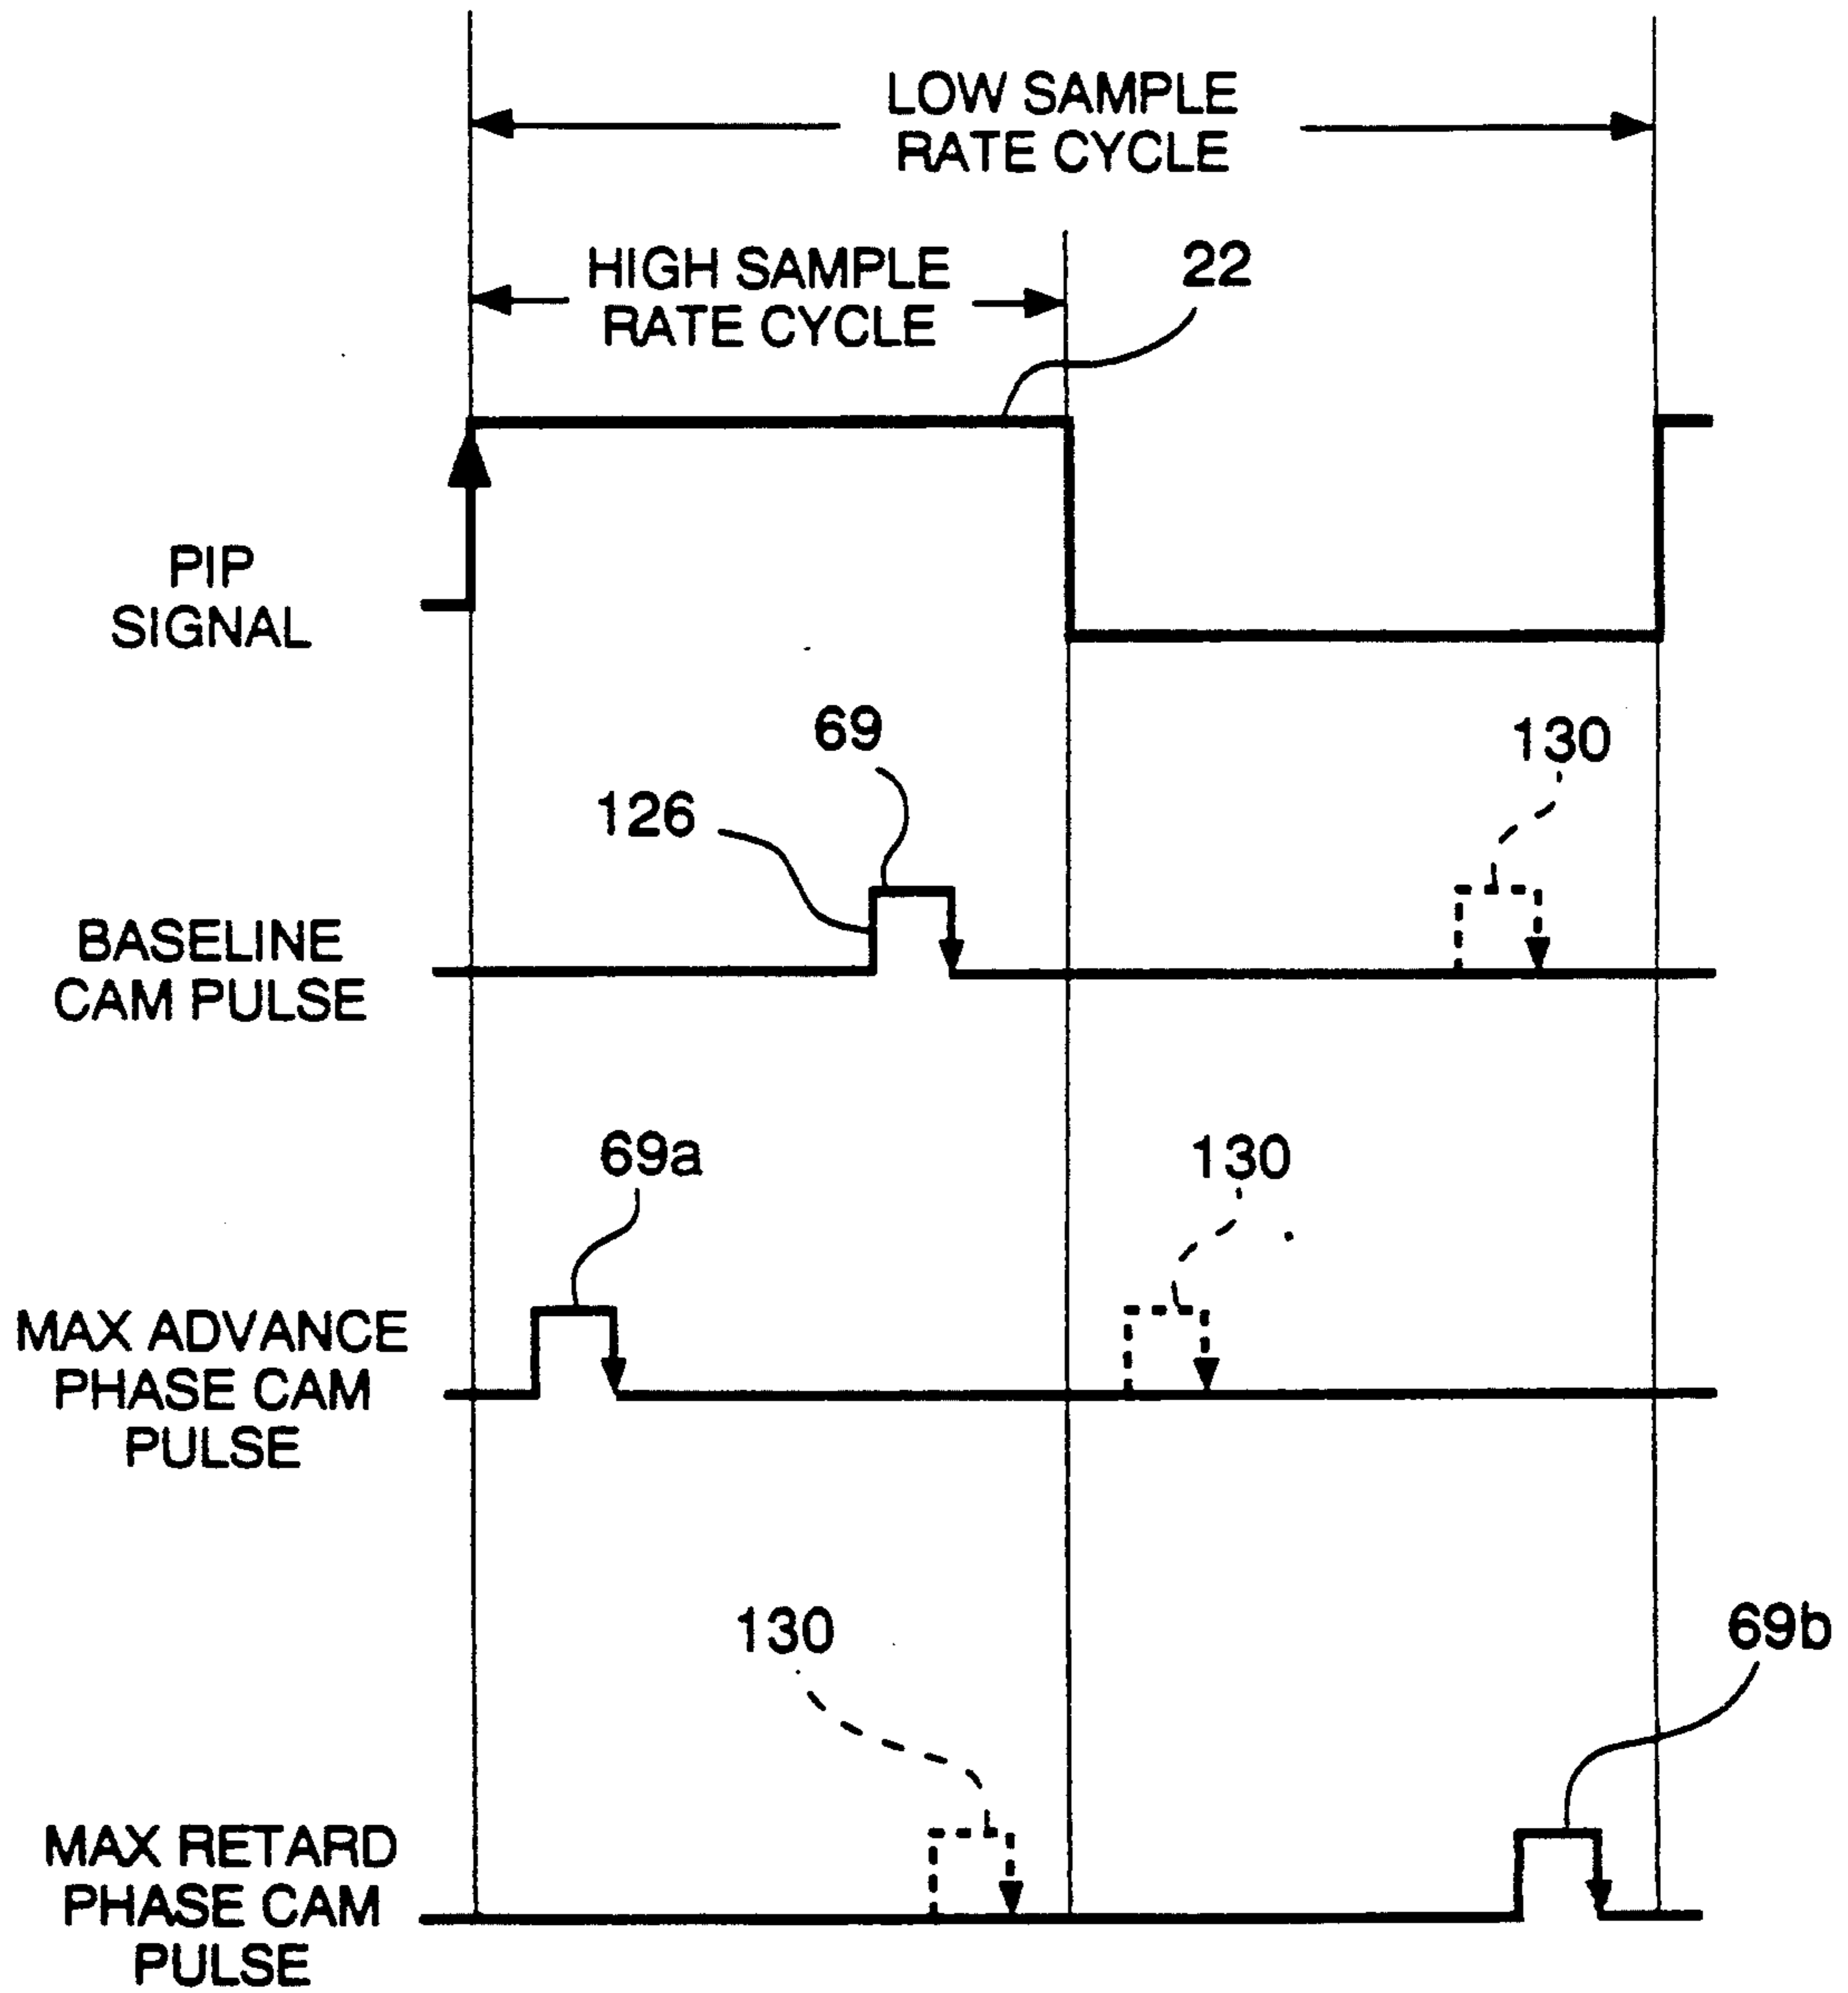 LOW SAMPLE
RATE CYCLE
HIGH SAMPLE
RATE CYCLE
22
PIP
SIGNAL
69
130
126
BASELINE
CAM PULSE
69a
130
MAX ADVANCE
PHASE CAM
PULSE
130
69b
MAX RETARD
PHASE CAM
PULSE